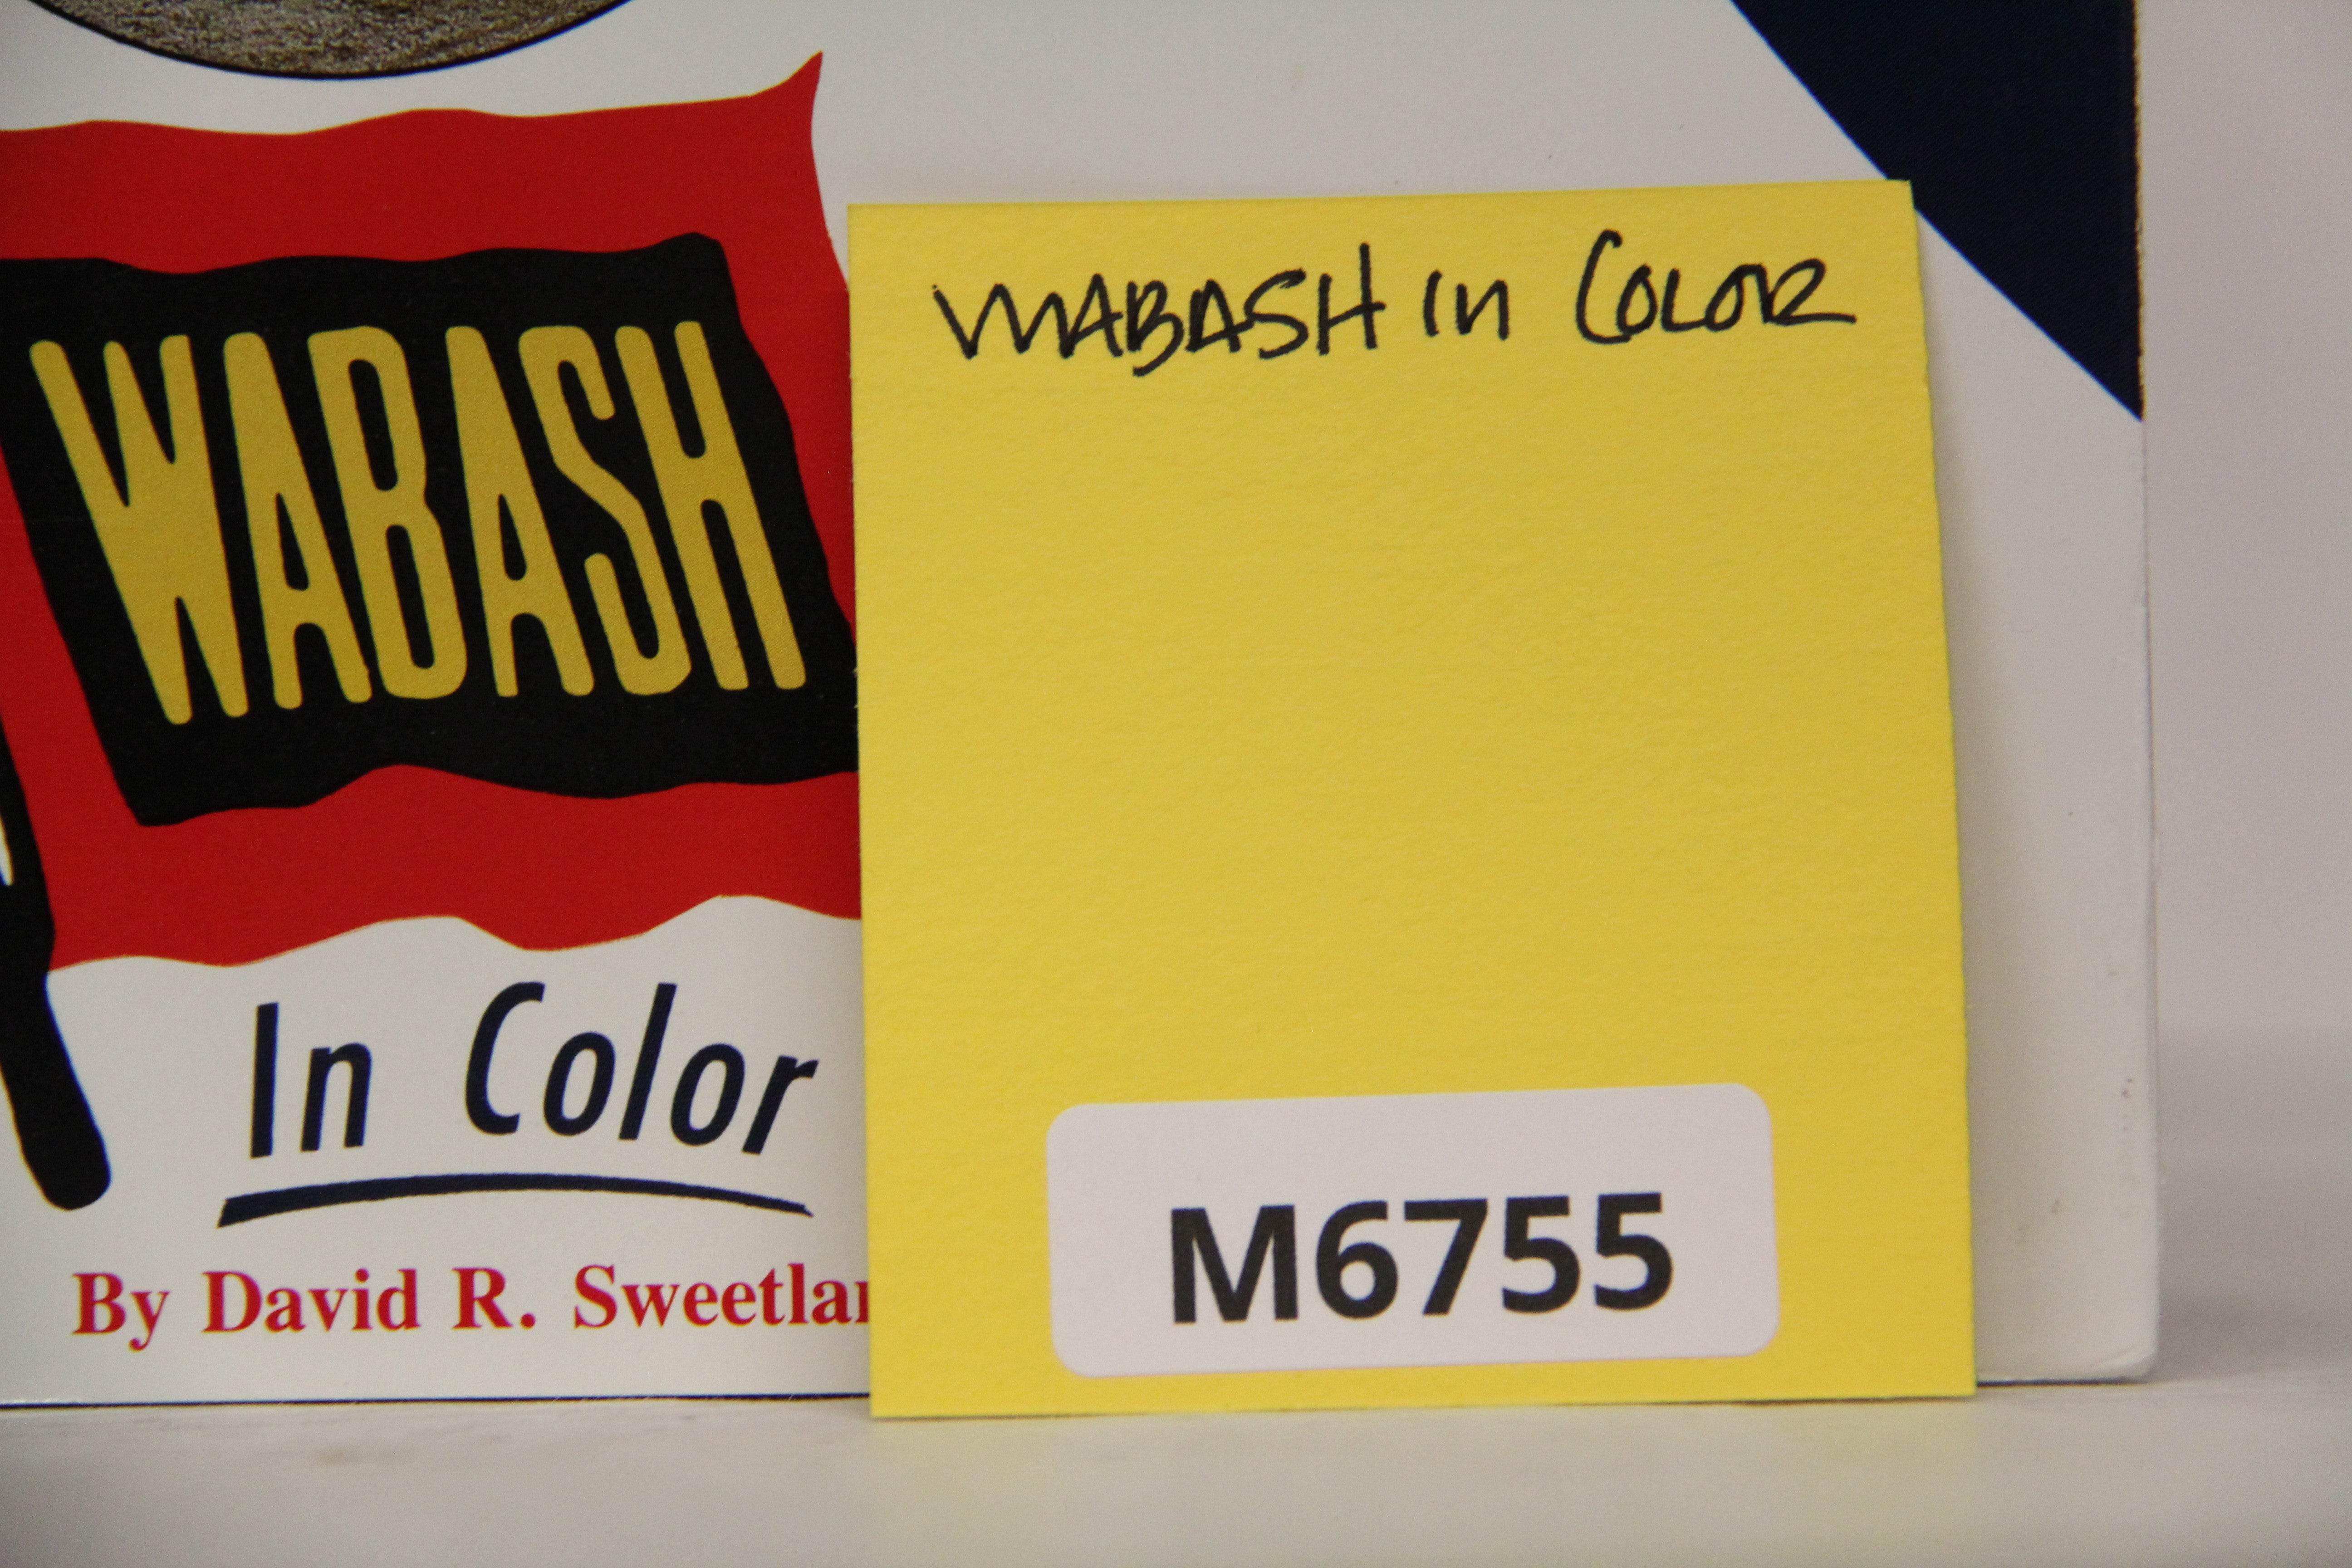 WABASH
In Color
By David R. Sweetlan
WABASH in COLOR
M6755